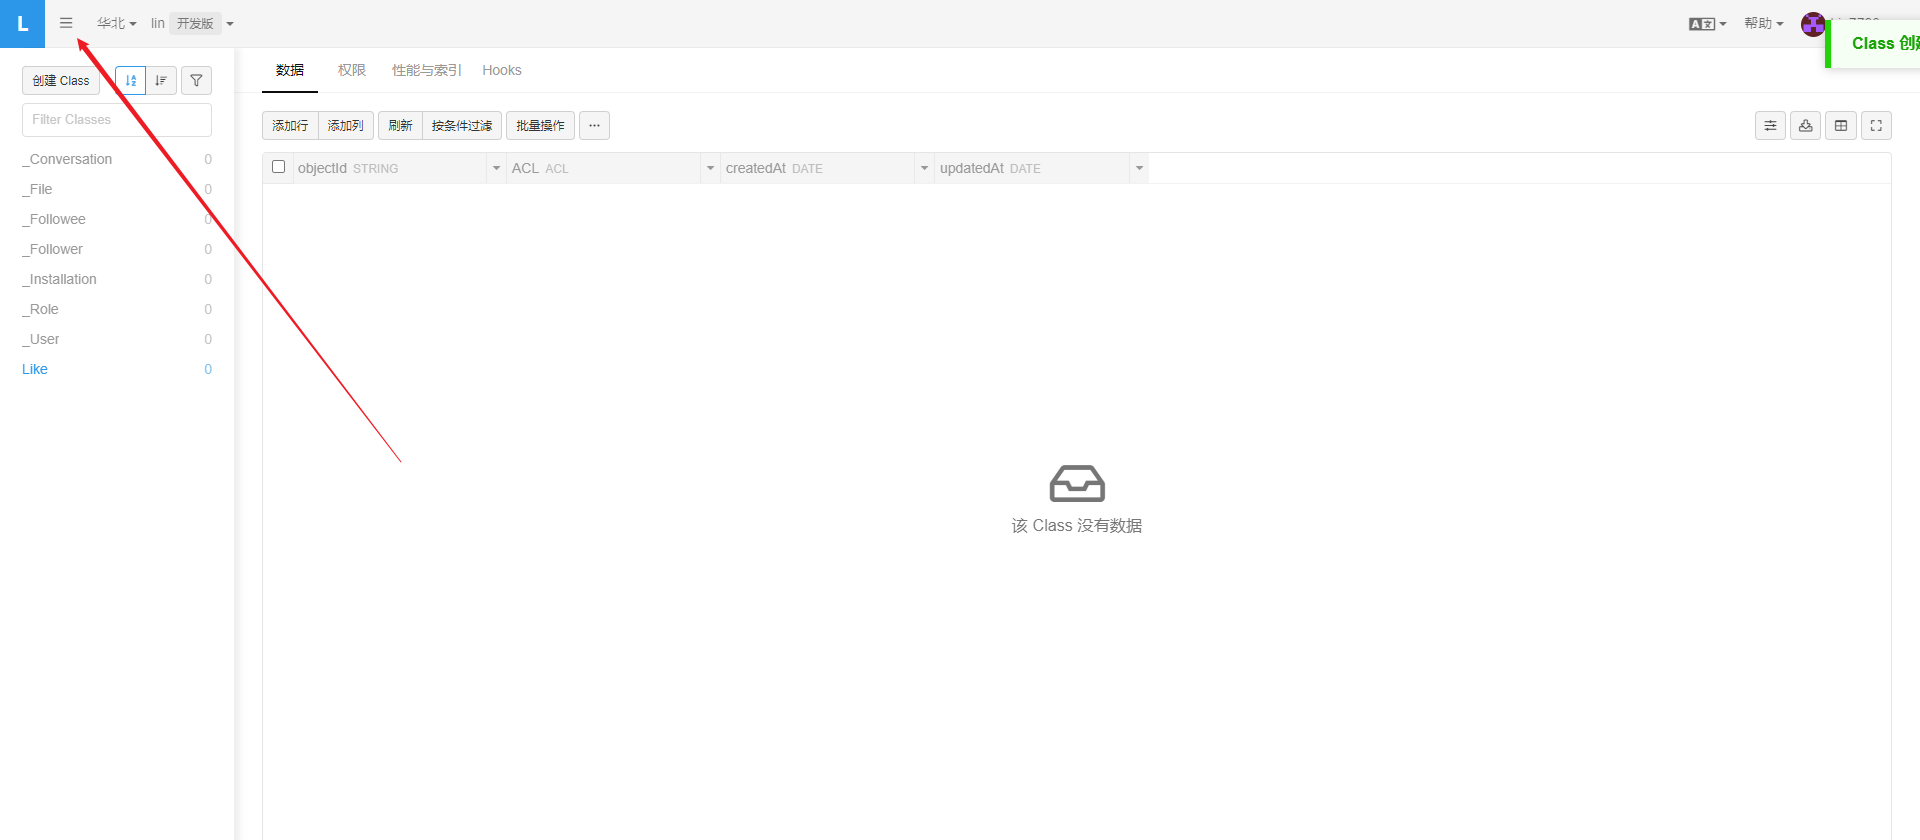 L 华北 lin 开发版 A文 帮助
Class 创
创建 Class
Filter Classes
_Conversation 0
_File 0
_Followee 0
_Follower 0
_Installation 0
_Role 0
_User 0
Like 0
数据 权限 性能与索引 Hooks
添加行 添加列 刷新 按条件过滤 批量操作 ···
objectId STRING ACL ACL createdAt DATE updatedAt DATE
该 Class 没有数据